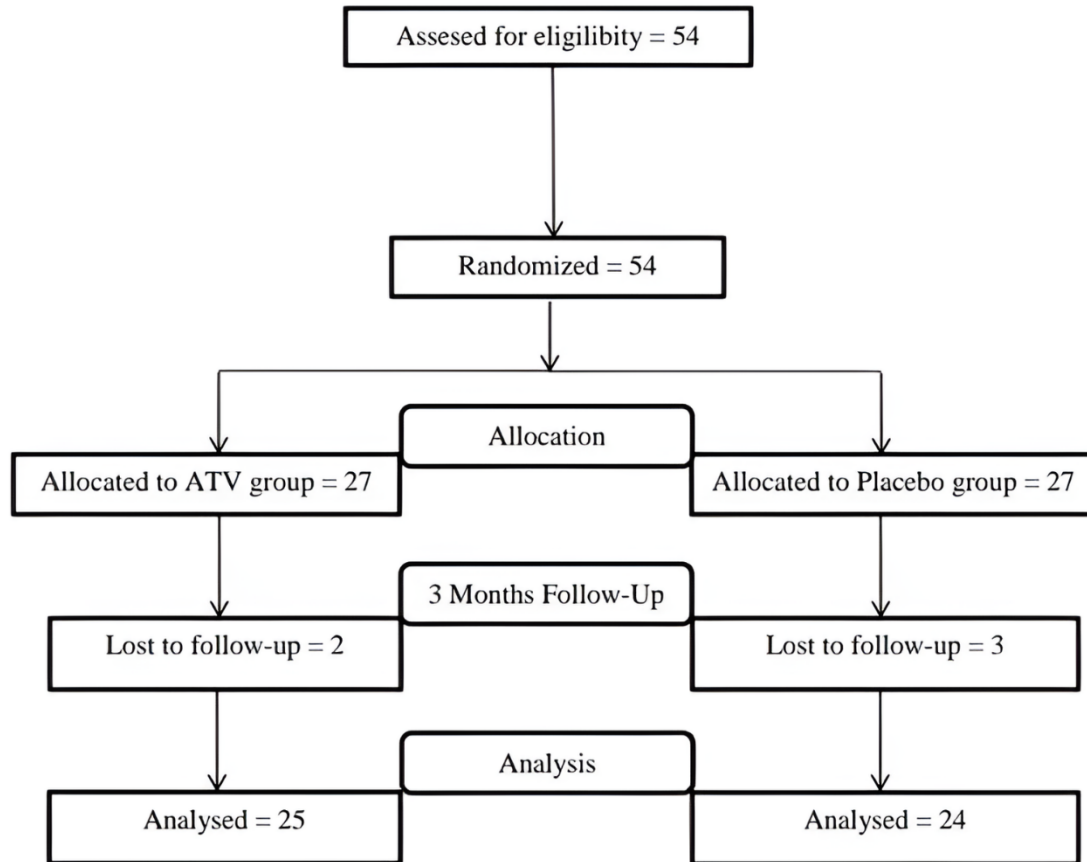 Assesed for eligilibity = 54
Randomized = 54
Allocation
Allocated to ATV group = 27
Allocated to Placebo group = 27
3 Months Follow-Up
Lost to follow-up = 2
Lost to follow-up = 3
Analysis
Analysed = 25
Analysed = 24